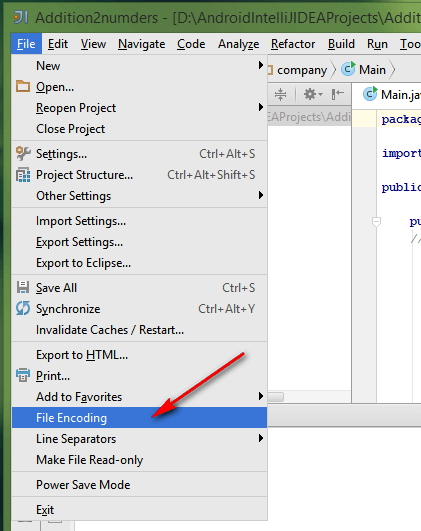 Addition2numders - [D:\AndroidIntelliJIDEAProjects\Addit
File Edit View Navigate Code Analyze Refactor Build Run Too
company Main
New
Open...
Reopen Project
Close Project
Settings... Ctrl+Alt+S
Project Structure... Ctrl+Alt+Shift+S
Other Settings
Import Settings...
Export Settings...
Export to Eclipse...
Save All Ctrl+S
Synchronize Ctrl+Alt+Y
Invalidate Caches / Restart...
Export to HTML...
Print...
Add to Favorites
File Encoding
Line Separators
Make File Read-only
Power Save Mode
Exit
EAProjects\Addi
Main.ja
packag
import
public
pu
//